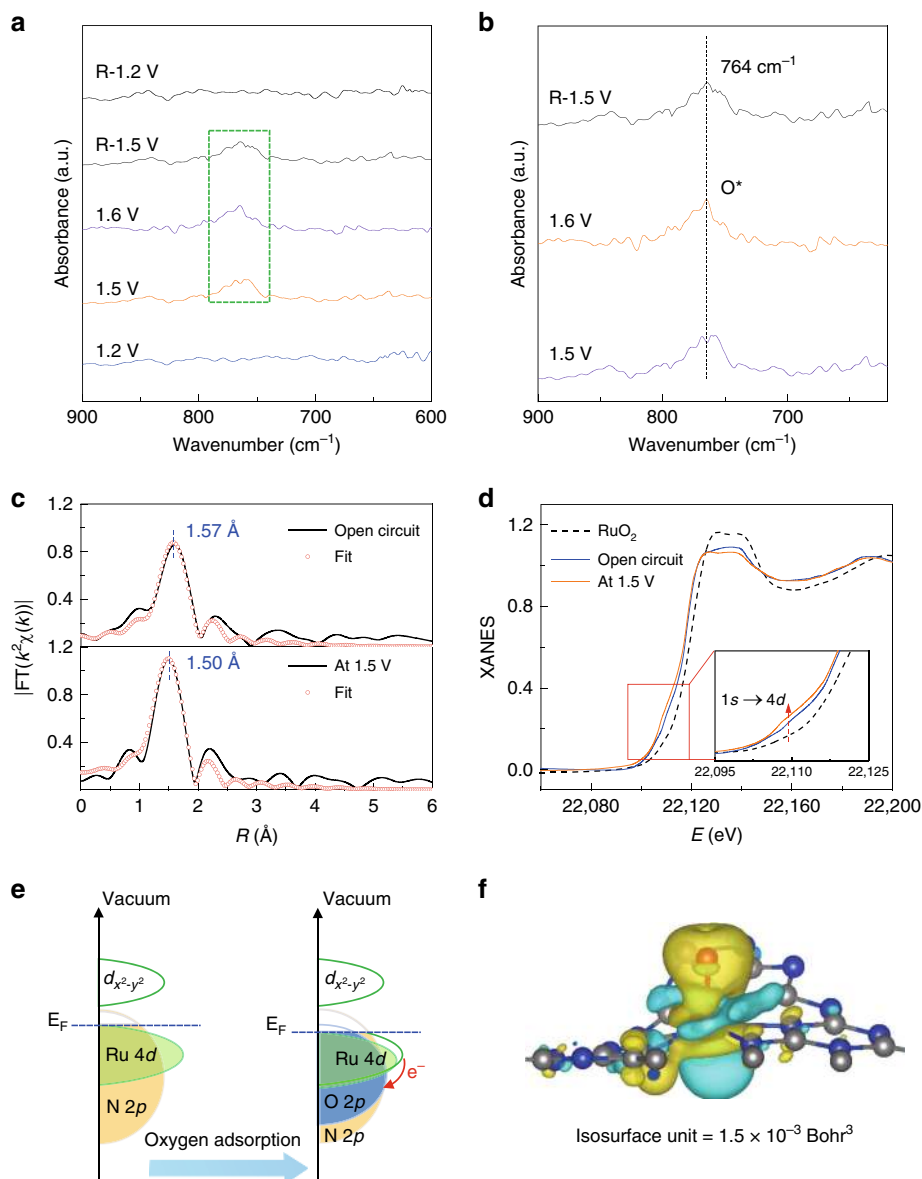 a
R-1.2 V
R-1.5 V
1.6 V
1.5 V
1.2 V
Absorbance (a.u.)
900 800 700 600
Wavenumber (cm⁻¹)
b
764 cm⁻¹
R-1.5 V
O*
1.6 V
1.5 V
Absorbance (a.u.)
900 800 700
Wavenumber (cm⁻¹)
c
1.2
1.57 Å
Open circuit
Fit
0.8
0.4
1.2
1.50 Å
At 1.5 V
Fit
0.8
0.4
|FT(k²χ(k))|
0 1 2 3 4 5 6
R (Å)
d
1.2
RuO₂
Open circuit
At 1.5 V
0.8
XANES
1s → 4d
0.4
22,095 22,110 22,125
0.0
22,080 22,120 22,160 22,200
E (eV)
e
Vacuum
Vacuum
dx²-y²
dx²-y²
E_F
E_F
Ru 4d
Ru 4d
e⁻
N 2p
O 2p
N 2p
Oxygen adsorption
f
Isosurface unit = 1.5 × 10⁻³ Bohr³